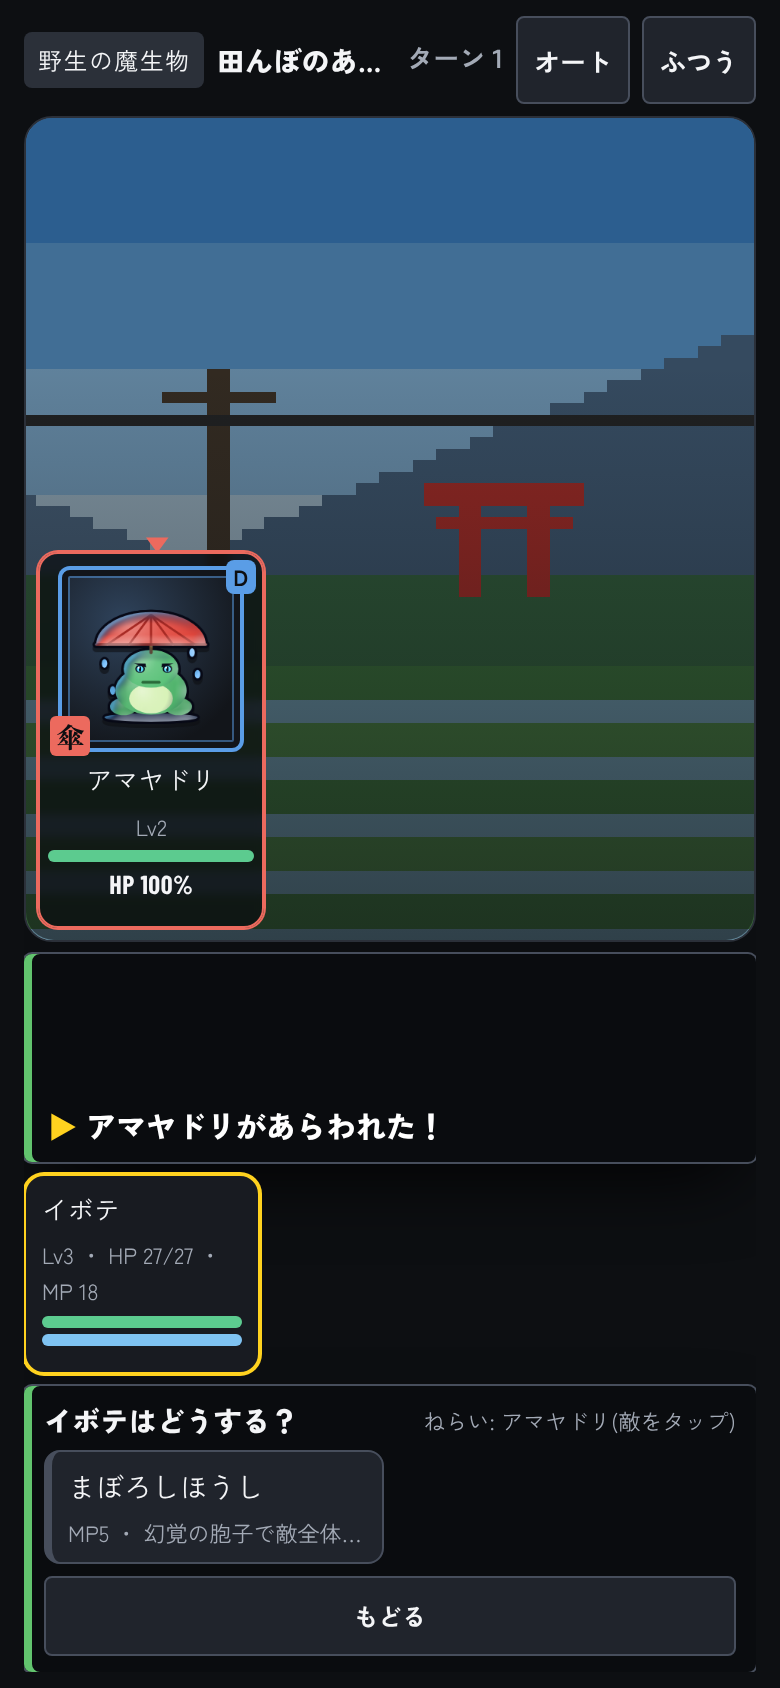 野生の魔生物 田んぼのあ… ターン 1 オート ふつう
D
傘
アマヤドリ
Lv2
HP 100%
▶ アマヤドリがあらわれた！
イボテ
Lv3 ・ HP 27/27 ・
MP 18
イボテはどうする？ ねらい: アマヤドリ(敵をタップ)
まぼろしほうし
MP5 ・ 幻覚の胞子で敵全体…
もどる